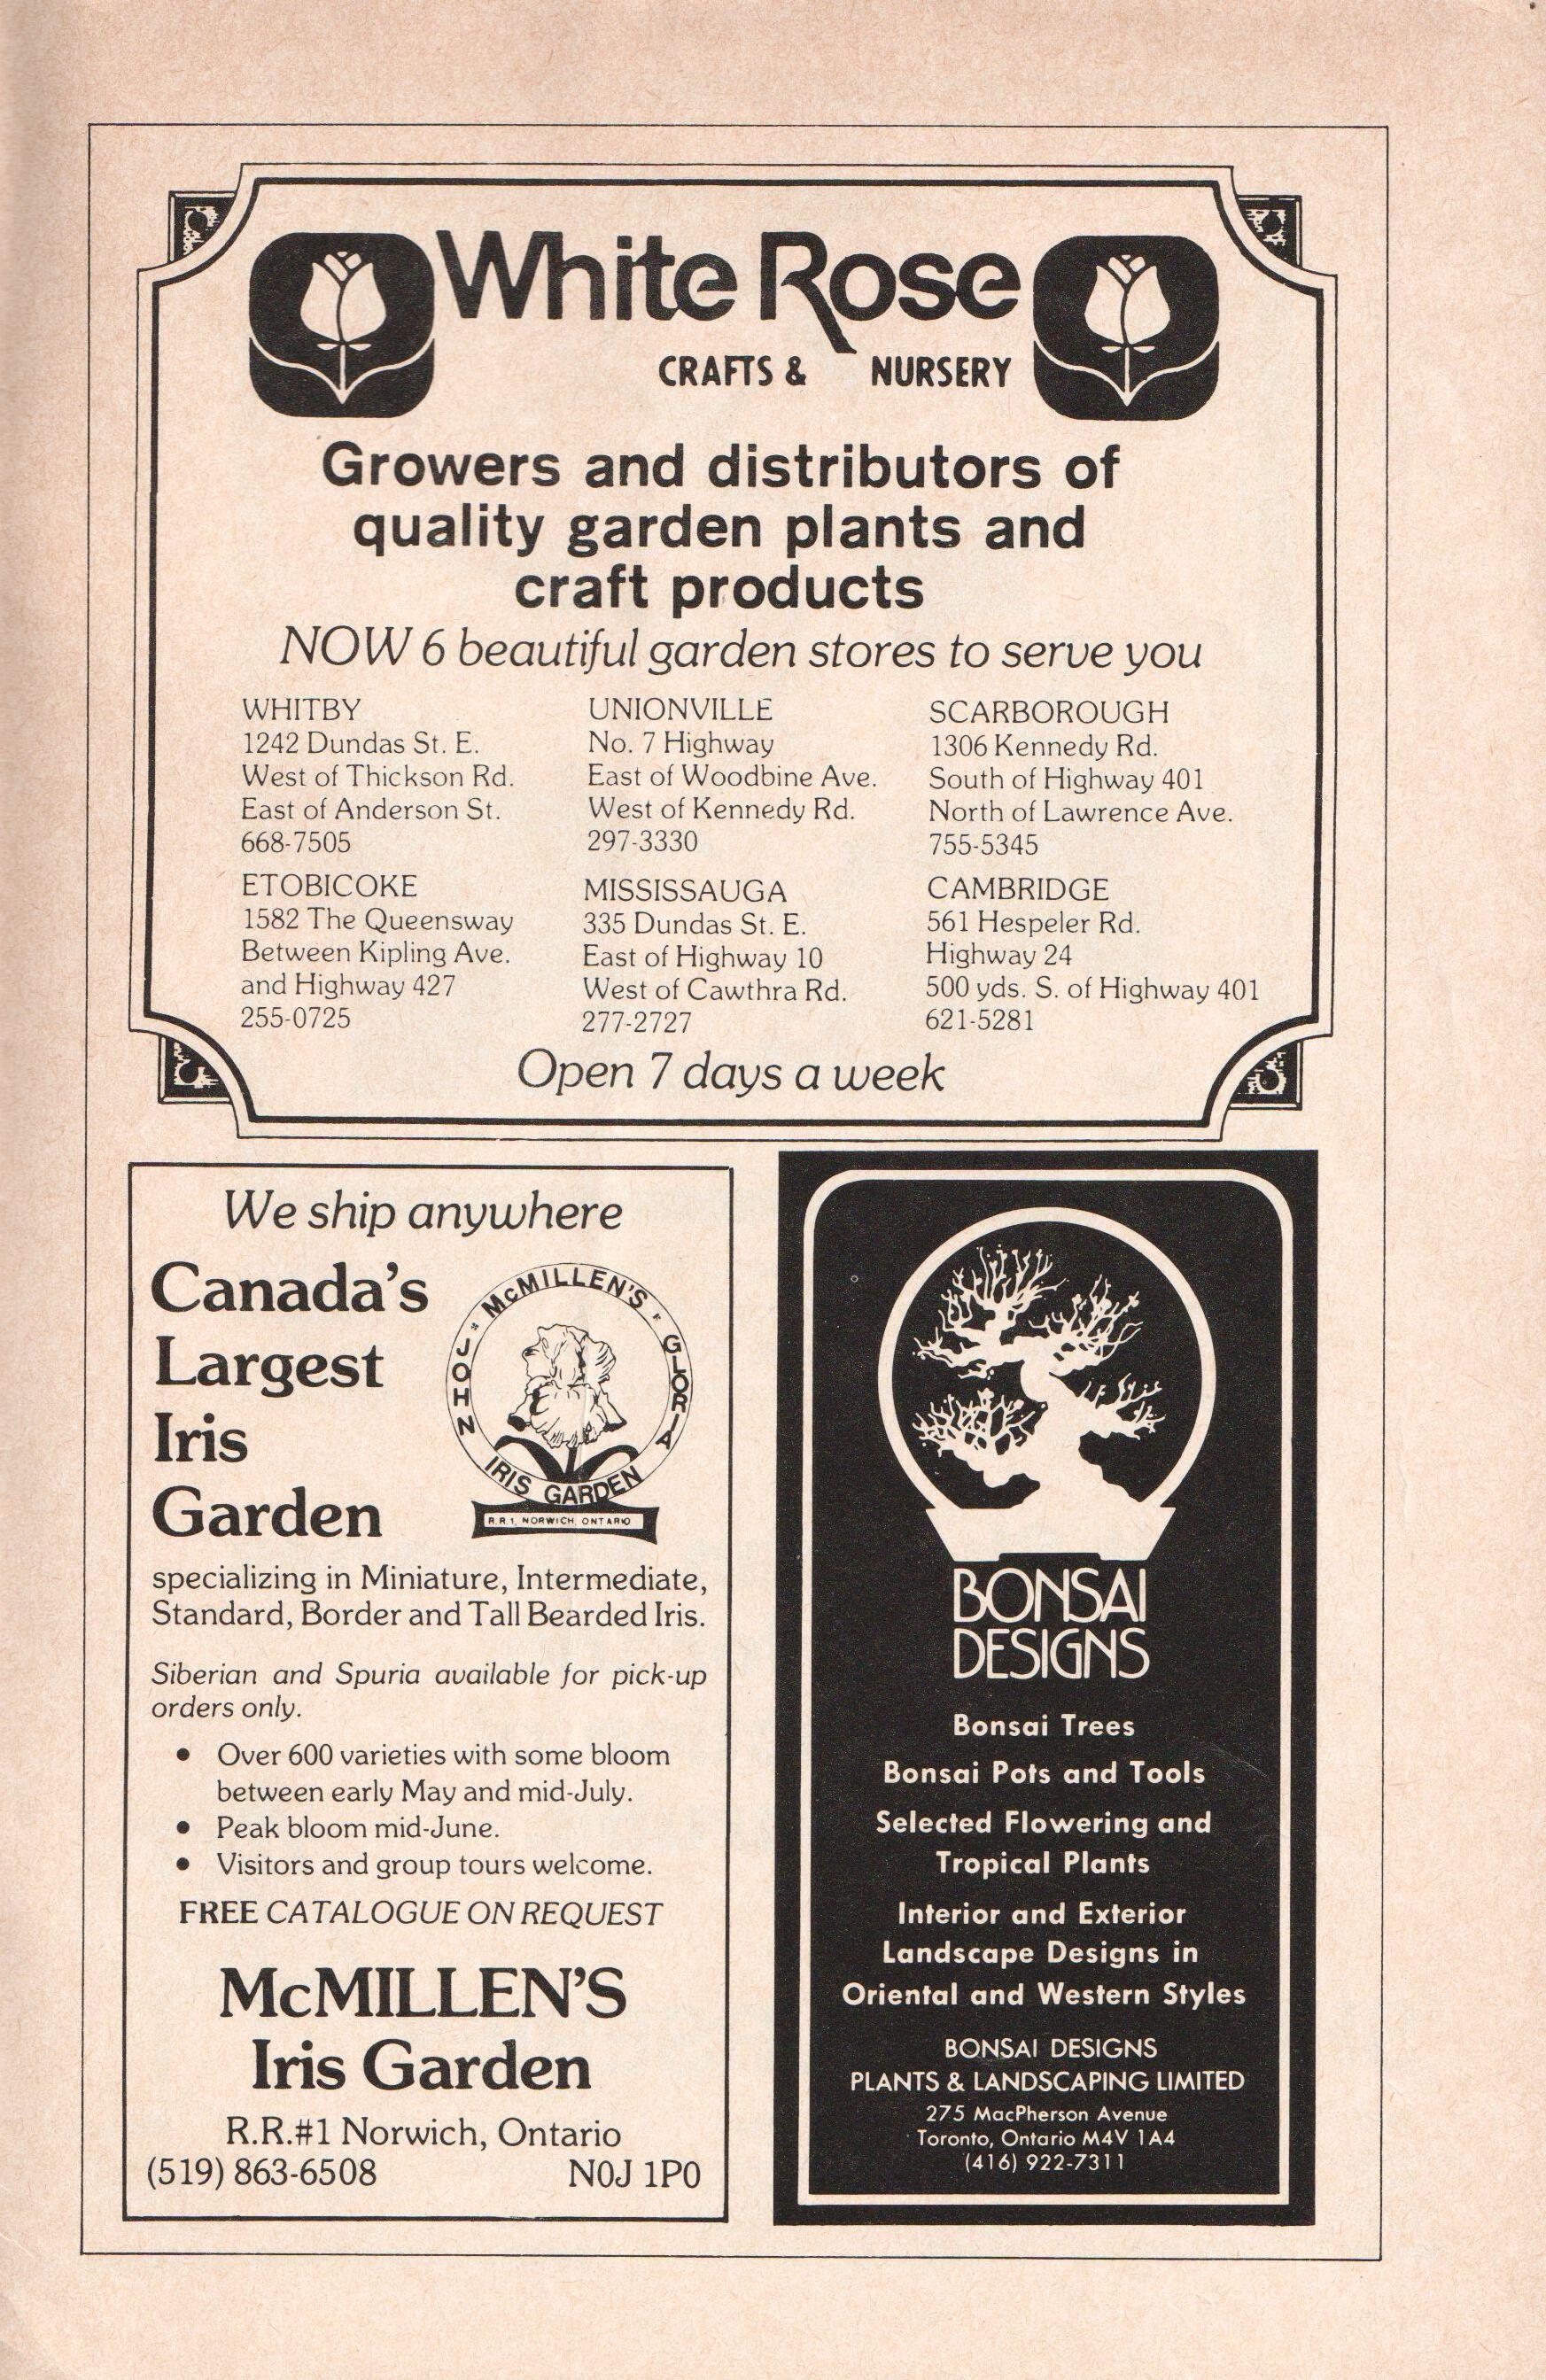 White Rose
CRAFTS & NURSERY
Growers and distributors of
quality garden plants and
craft products
NOW 6 beautiful garden stores to serve you
WHITBY
1242 Dundas St. E.
West of Thickson Rd.
East of Anderson St.
668-7505
UNIONVILLE
No. 7 Highway
East of Woodbine Ave.
West of Kennedy Rd.
297-3330
SCARBOROUGH
1306 Kennedy Rd.
South of Highway 401
North of Lawrence Ave.
755-5345
ETOBICOKE
1582 The Queensway
Between Kipling Ave.
and Highway 427
255-0725
MISSISSAUGA
335 Dundas St. E.
East of Highway 10
West of Cawthra Rd.
277-2727
CAMBRIDGE
561 Hespeler Rd.
Highway 24
500 yds. S. of Highway 401
621-5281
Open 7 days a week
We ship anywhere
Canada's
Largest
Iris
Garden
JOHN McMILLEN'S GLORIA
IRIS GARDEN
R.R.1, NORWICH, ONTARIO
specializing in Miniature, Intermediate,
Standard, Border and Tall Bearded Iris.
Siberian and Spuria available for pick-up
orders only.
• Over 600 varieties with some bloom
between early May and mid-July.
• Peak bloom mid-June.
• Visitors and group tours welcome.
FREE CATALOGUE ON REQUEST
McMILLEN'S
Iris Garden
R.R.#1 Norwich, Ontario
(519) 863-6508 N0J 1P0
BONSAI
DESIGNS
Bonsai Trees
Bonsai Pots and Tools
Selected Flowering and
Tropical Plants
Interior and Exterior
Landscape Designs in
Oriental and Western Styles
BONSAI DESIGNS
PLANTS & LANDSCAPING LIMITED
275 MacPherson Avenue
Toronto, Ontario M4V 1A4
(416) 922-7311